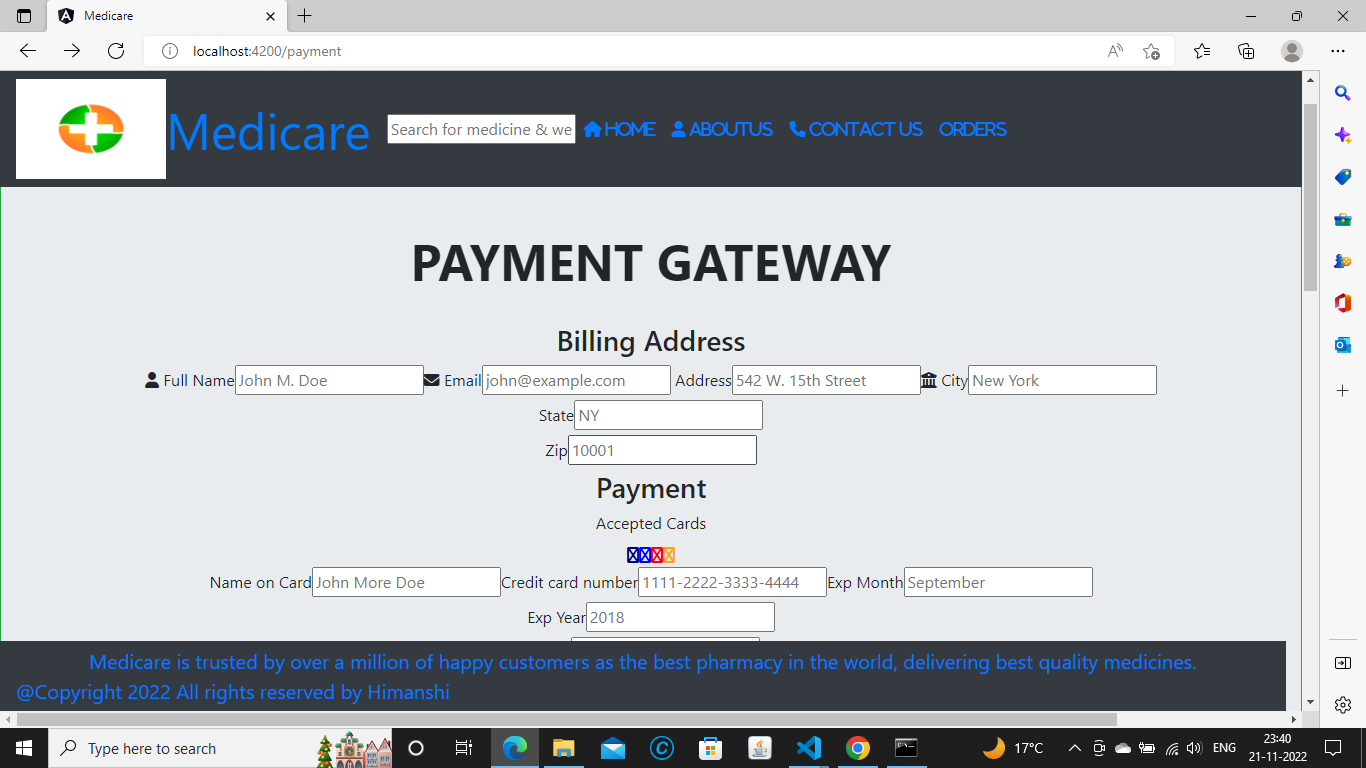 Medicare
localhost:4200/payment
Medicare Search for medicine & we HOME ABOUTUS CONTACT US ORDERS
PAYMENT GATEWAY
Billing Address
Full Name John M. Doe Email john@example.com Address 542 W. 15th Street City New York
State NY
Zip 10001
Payment
Accepted Cards
Name on Card John More Doe Credit card number 1111-2222-3333-4444 Exp Month September
Exp Year 2018
Medicare is trusted by over a million of happy customers as the best pharmacy in the world, delivering best quality medicines.
@Copyright 2022 All rights reserved by Himanshi
Type here to search 17°C ENG 23:40
21-11-2022